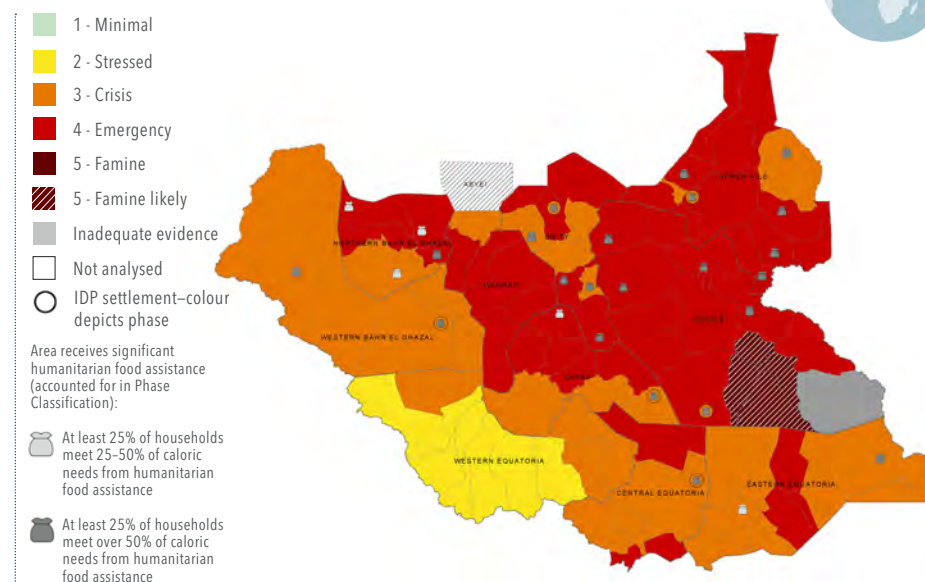 1 - Minimal
2 - Stressed
3 - Crisis
4 - Emergency
5 - Famine
5 - Famine likely
Inadequate evidence
Not analysed
IDP settlement–colour
depicts phase
Area receives significant
humanitarian food assistance
(accounted for in Phase
Classification):
At least 25% of households
meet 25–50% of caloric
needs from humanitarian
food assistance
At least 25% of households
meet over 50% of caloric
needs from humanitarian
food assistance
ABYEI
UPPER NILE
NORTHERN BAHR EL GHAZAL
UNITY
WARRAP
WESTERN BAHR EL GHAZAL
JONGLEI
LAKES
WESTERN EQUATORIA
CENTRAL EQUATORIA
EASTERN EQUATORIA